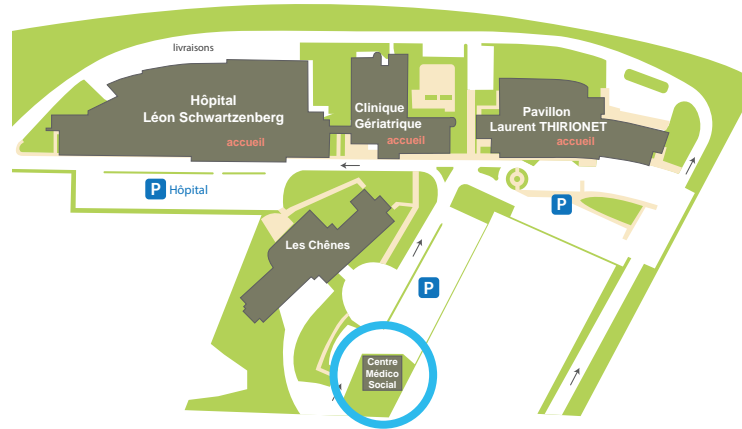 livraisons
Hôpital
Léon Schwartzenberg
accueil
Clinique
Gériatrique
accueil
Pavillon
Laurent THIRIONET
accueil
P Hôpital
P
Les Chênes
P
Centre
Médico
Social